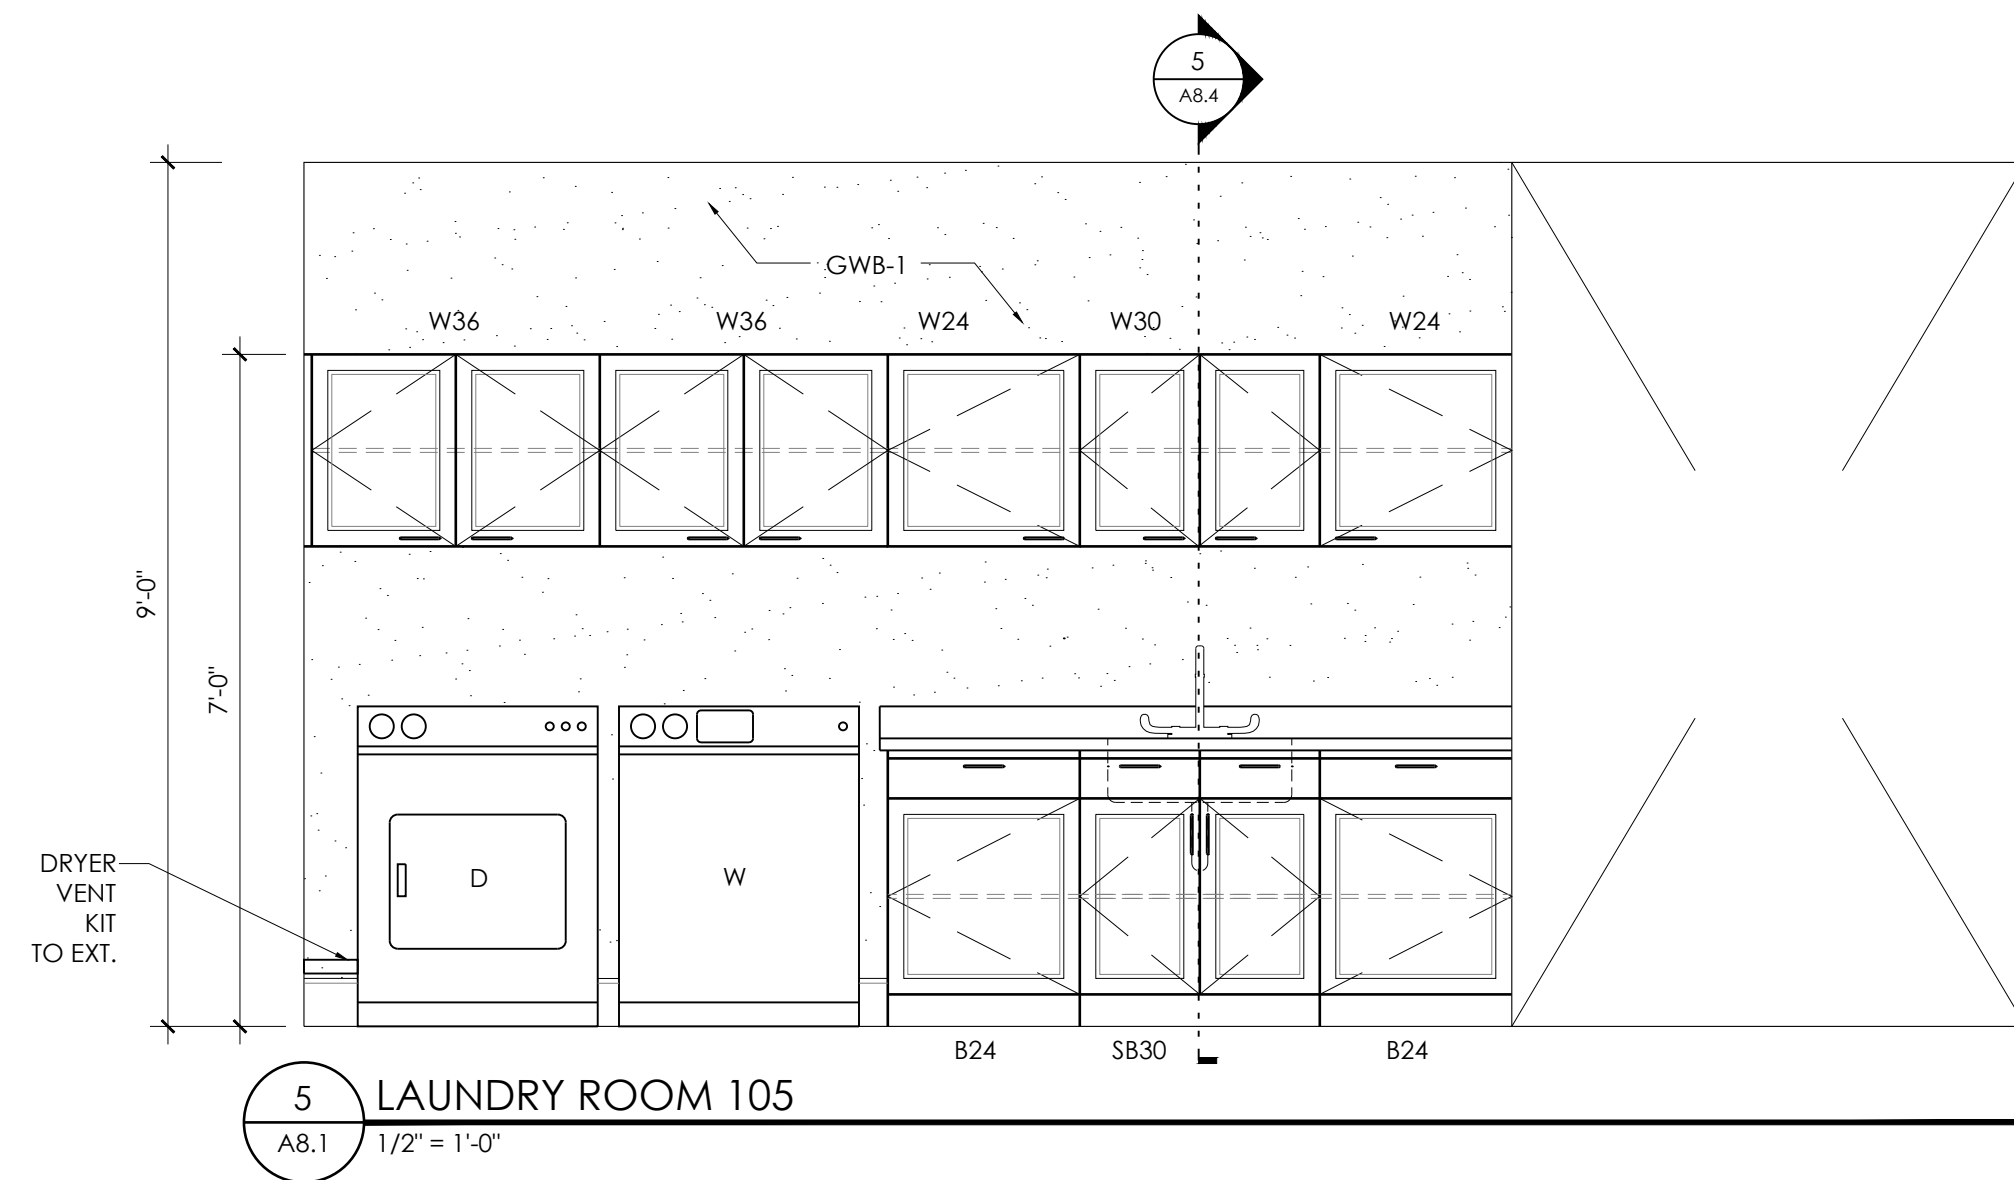 5
A8.4
GWB-1
W36
W36
W24
W30
W24
9'-0"
7'-0"
DRYER
VENT
KIT
TO EXT.
D
W
B24
SB30
B24
5
A8.1
LAUNDRY ROOM 105
1/2" = 1'-0"